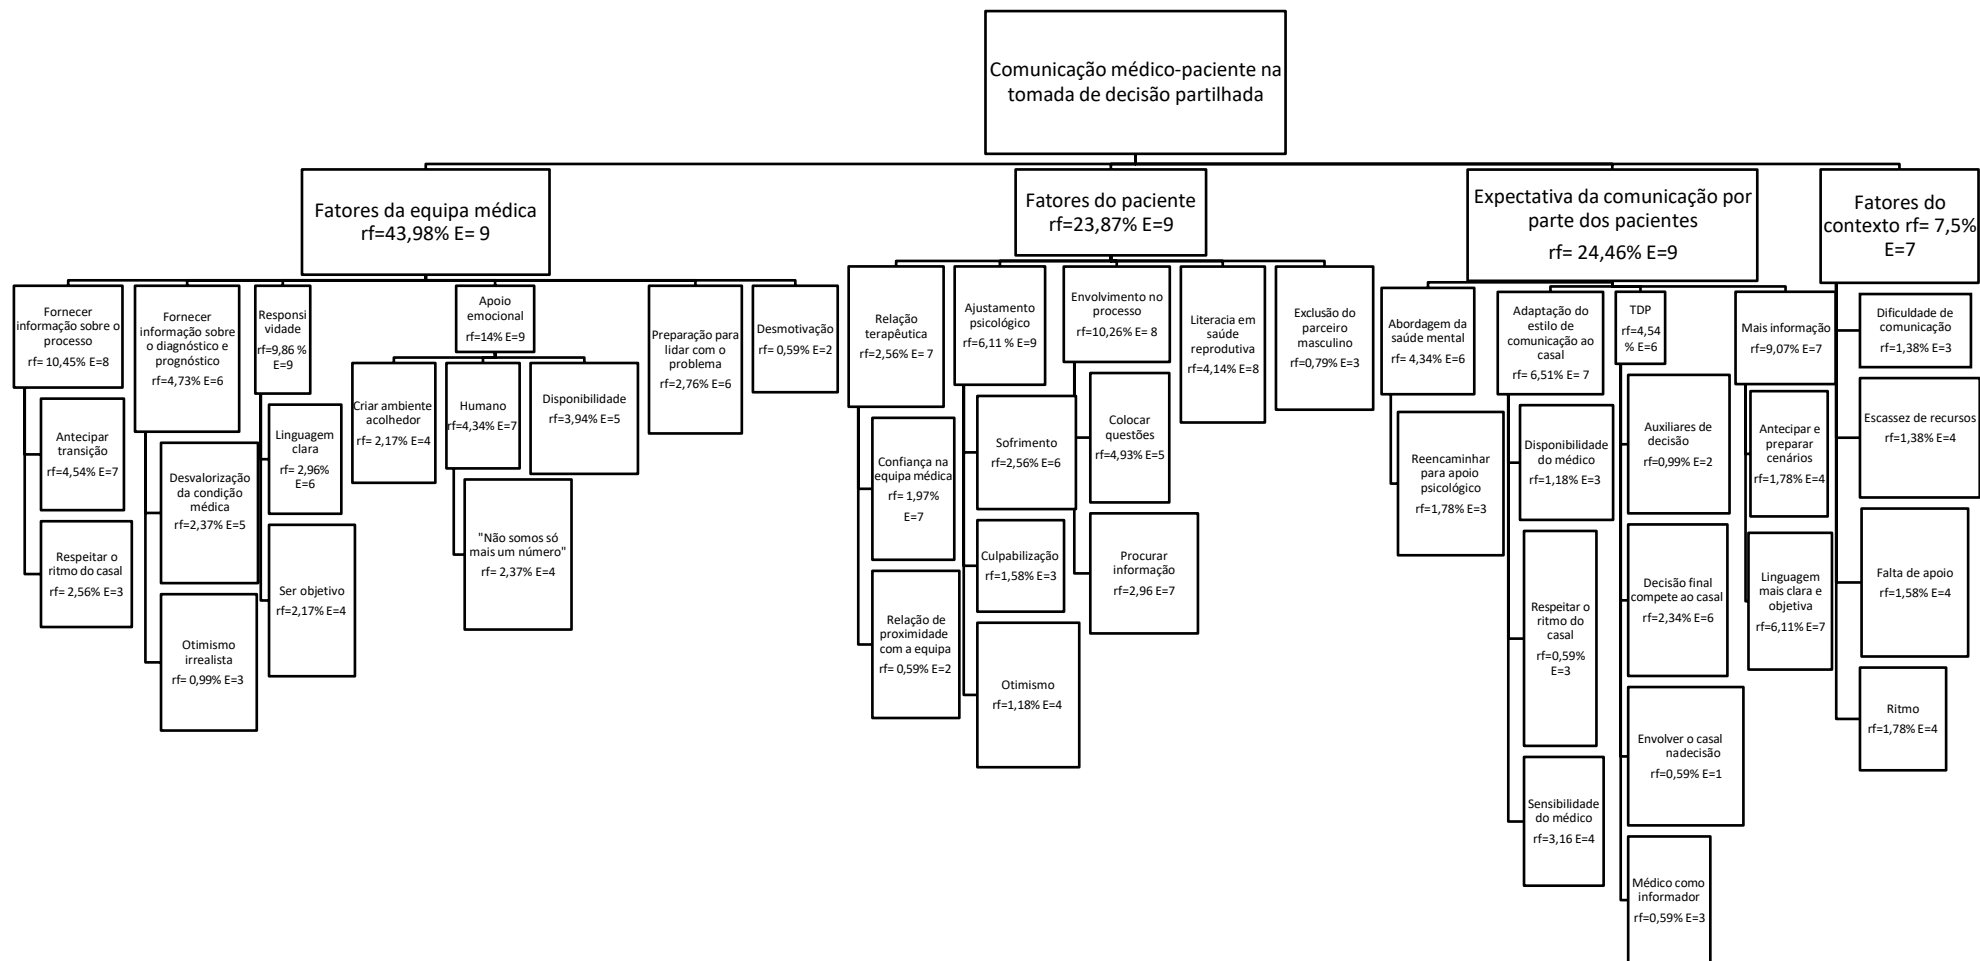 Comunicação médico-paciente na
tomada de decisão partilhada
Fatores da equipa médica
rf=43,98% E= 9
Fornecer
informação sobre o
processo
rf= 10,45% E=8
Antecipar
transição
rf=4,54% E=7
Respeitar o
ritmo do casal
rf= 2,56% E=3
Fornecer
informação sobre
o diagnóstico e
prognóstico
rf=4,73% E=6
Desvalorização
da condição
médica
rf=2,37% E=5
Otimismo
irrealista
rf= 0,99% E=3
Responsi
vidade
rf=9,86 %
E=9
Linguagem
clara
rf= 2,96%
E=6
Ser objetivo
rf=2,17% E=4
Apoio
emocional
rf=14% E=9
Criar ambiente
acolhedor
rf= 2,17% E=4
Humano
rf=4,34% E=7
"Não somos só
mais um número"
rf= 2,37% E=4
Disponibilidade
rf=3,94% E=5
Preparação para
lidar com o
problema
rf=2,76% E=6
Desmotivação
rf= 0,59% E=2
Fatores do paciente
rf=23,87% E=9
Relação
terapêutica
rf=2,56% E= 7
Confiança na
equipa médica
rf= 1,97%
E=7
Relação de
proximidade
com a equipa
rf= 0,59% E=2
Ajustamento
psicológico
rf= 6,11 % E=9
Sofrimento
rf=2,56% E=6
Culpabilização
rf=1,58% E=3
Otimismo
rf=1,18% E=4
Envolvimento no
processo
rf=10,26% E= 8
Colocar
questões
rf=4,93% E=5
Procurar
informação
rf=2,96 E=7
Literacia em
saúde
reprodutiva
rf=4,14% E=8
Exclusão do
parceiro
masculino
rf=0,79% E=3
Expectativa da comunicação por
parte dos pacientes
rf= 24,46% E=9
Abordagem da
saúde mental
rf= 4,34% E=6
Reencaminhar
para apoio
psicológico
rf=1,78% E=3
Adaptação do
estilo de
comunicação ao
casal
rf= 6,51% E= 7
Disponibilidade
do médico
rf=1,18% E=3
Respeitar o
ritmo do
casal
rf=0,59%
E=3
Sensibilidade
do médico
rf=3,16 E=4
TDP
rf=4,54
% E=6
Auxiliares de
decisão
rf=0,99% E=2
Decisão final
compete ao casal
rf=2,34% E=6
Envolver o casal
nadecisão
rf=0,59% E=1
Médico como
informador
rf=0,59% E=3
Mais informação
rf=9,07% E=7
Antecipar e
preparar
cenários
rf=1,78% E=4
Linguagem
mais clara e
objetiva
rf=6,11% E=7
Fatores do
contexto rf= 7,5%
E=7
Dificuldade de
comunicação
rf=1,38% E=3
Escassez de recursos
rf=1,38% E=4
Falta de apoio
rf=1,58% E=4
Ritmo
rf=1,78% E=4